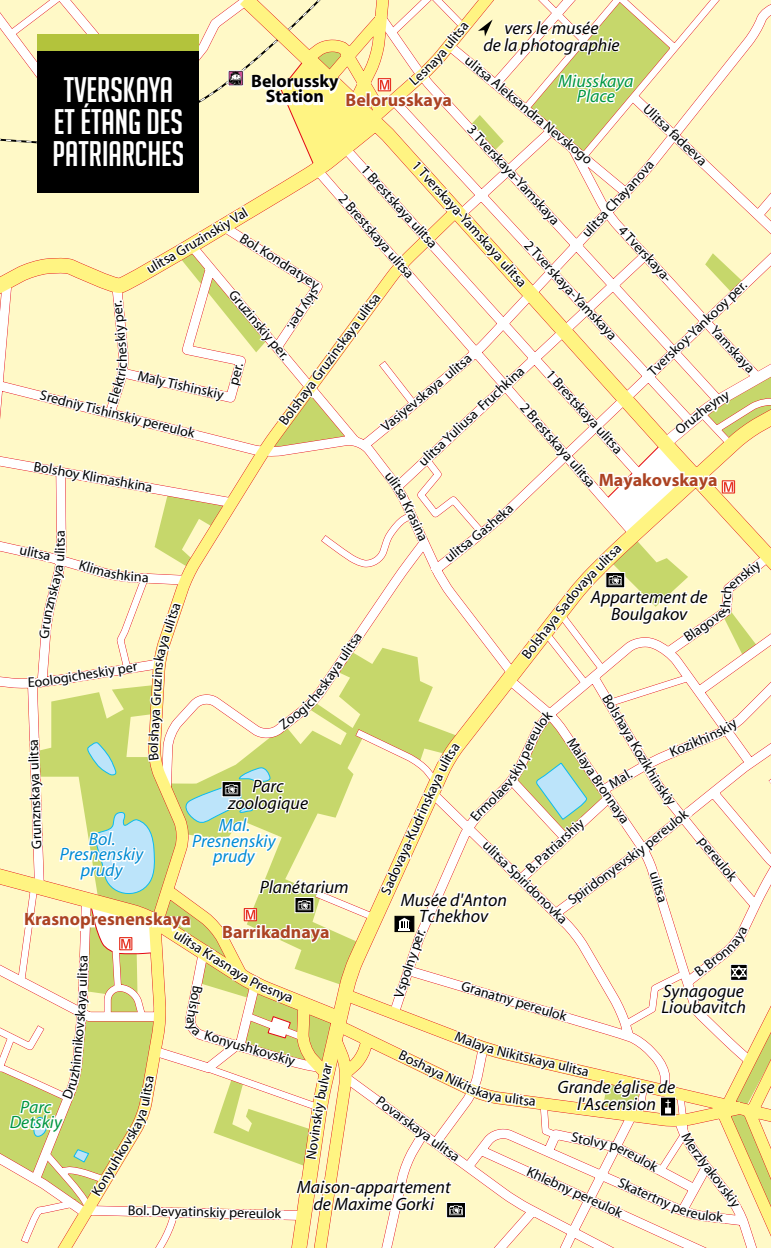 TVERSKAYA
ET ÉTANG DES
PATRIARCHES
vers le musée
de la photographie
Belorussky
Station
M
Belorusskaya
Lesnaya ulitsa
ulitsa Aleksandra Nevskogo
Miusskaya
Place
Ulitsa fadeeva
3 Tverskaya-Yamskaya
ulitsa Chayanova
1 Tverskaya-Yamskaya ulitsa
1 Brestskaya ulitsa
2 Brestskaya ulitsa
4 Tverskaya-
Yamskaya
2 Tverskaya-Yamskaya
Tverskoy-Yankooy per.
ulitsa Gruzinskiy Val
Bol. Kondratyev
skiy per.
Gruzinskiy per.
Elektricheskiy per.
Maly Tishinskiy
per.
Sredniy Tishinskiy pereulok
Bolshaya Gruzinskaya ulitsa
Vasiyevskaya ulitsa
ulitsa Yuliusa Fruchkina
1 Brestskaya ulitsa
2 Brestskaya ulitsa
Oruzheyny
Mayakovskaya
M
Bolshoy Klimashkina
ulitsa Krasina
ulitsa Gasheka
ulitsa
Klimashkina
Grunznskaya ulitsa
Bolshaya Sadovaya ulitsa
Appartement de
Boulgakov
Blagoveshchenskiy
Eoologicheskiy per
Bolshaya Gruzinskaya ulitsa
Zoogicheskaya ulitsa
Grunznskaya ulitsa
Ermolaevskiy pereulok
Malaya Bronnaya
ulitsa
Bolshaya Kozikhinskiy
pereulok
Mal.
Kozikhinskiy
Parc
zoologique
Mal.
Presnenskiy
prudy
Bol.
Presnenskiy
prudy
Sadovaya-Kudrinskaya ulitsa
B. Patriarshiy
Spiridonyevskiy pereulok
ulitsa Spiridonovka
Planétarium
Musée d'Anton
Tchekhov
Krasnopresnenskaya
M
M
Barrikadnaya
ulitsa Krasnaya Presnya
Vspolny per.
B. Bronnaya
Synagogue
Lioubavitch
Granatny pereulok
Druzhinnikovskaya ulitsa
Bolshaya
Konyushkovskiy
Malaya Nikitskaya ulitsa
Boshaya Nikitskaya ulitsa
Grande église de
l'Ascension
Parc
Detskiy
Konyuhkovskaya ulitsa
Novinskiy bulvar
Povarskaya ulitsa
Stolvy pereulok
Merzlyakovskiy
Khlebny pereulok
Skatertny pereulok
Maison-appartement
de Maxime Gorki
Bol. Devyatinskiy pereulok